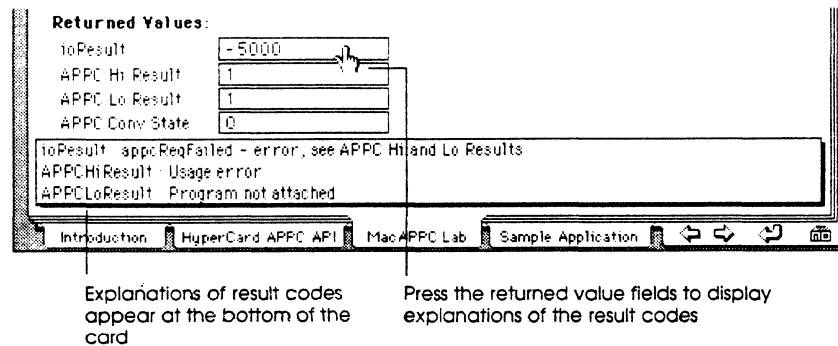 Returned Values:
ioResult -5000
APPC Hi Result 1
APPC Lo Result 1
APPC Conv State 0
ioResult appcReqFailed - error, see APPC Hi and Lo Results
APPCHiResult Usage error
APPCLoResult Program not attached
Introduction HyperCard APPC API MacAPPC Lab Sample Application
Explanations of result codes
appear at the bottom of the
card
Press the returned value fields to display
explanations of the result codes